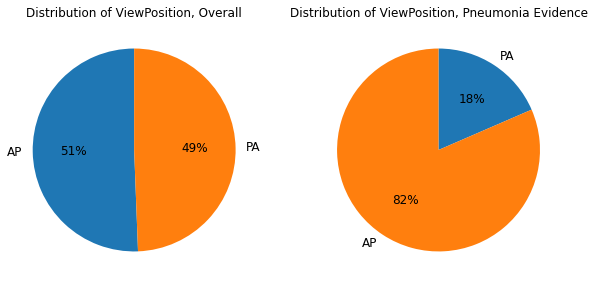 Distribution of ViewPosition, Overall
AP
51%
49%
PA
Distribution of ViewPosition, Pneumonia Evidence
PA
18%
82%
AP